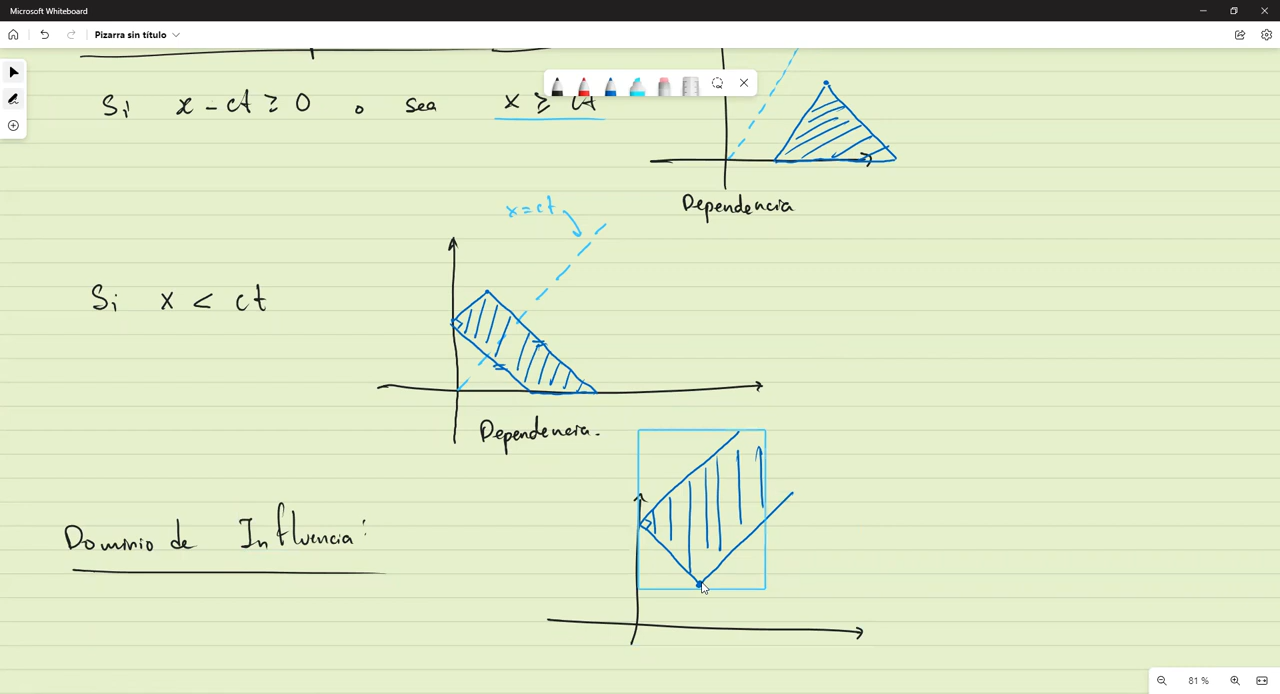 Microsoft Whiteboard
Pizarra sin título
Si x - ct ≥ 0 o sea x ≥ ct
Dependencia
x = ct
Si x < ct
Dependencia.
Dominio de Influencia:
81 %